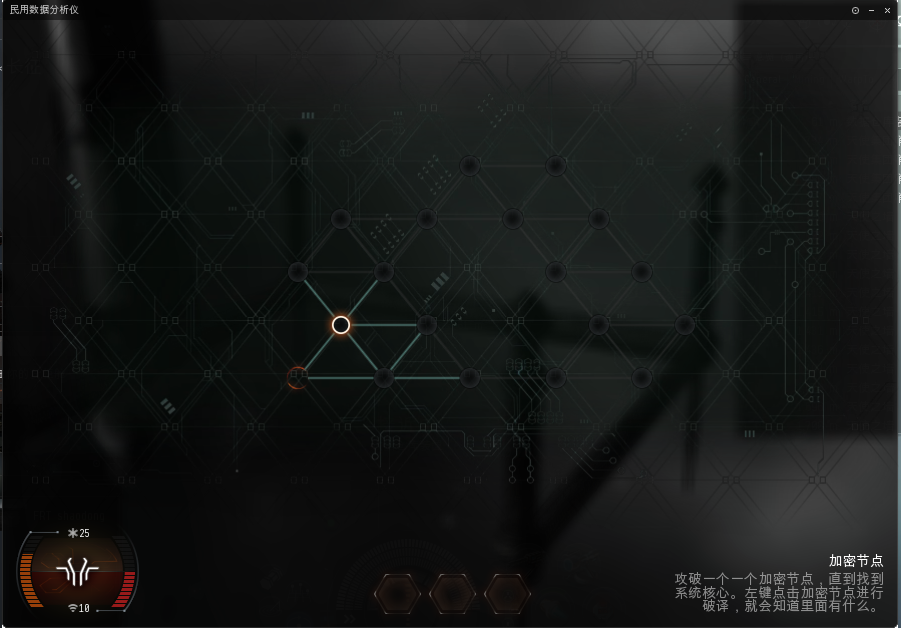 民用数据分析仪
25
10
加密节点
攻破一个一个加密节点，直到找到
系统核心。左键点击加密节点进行
破译，就会知道里面有什么。